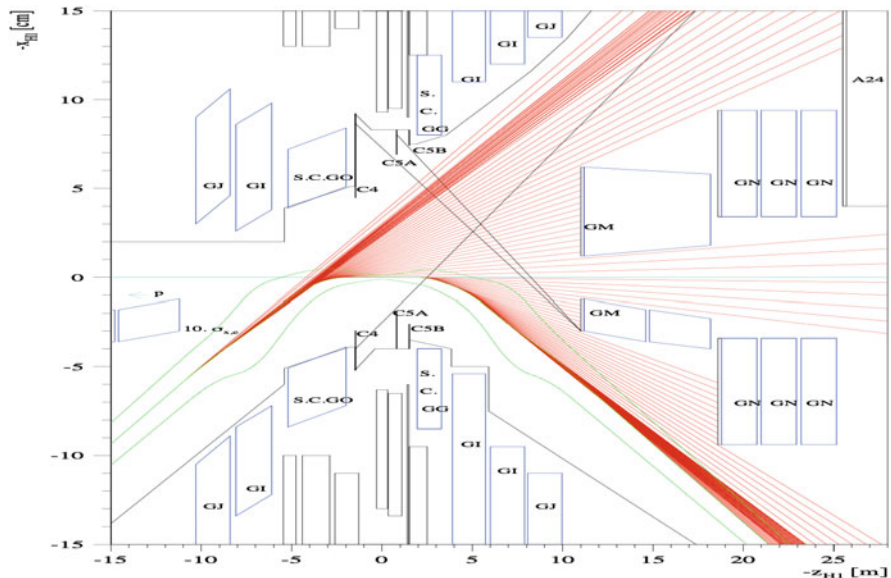 -x_H1 [cm]
15
10
5
0
-5
-10
-15
GJ
GI
S.C.GO
C4
C5A
C5B
S.
C.
GG
GI
GI
GJ
A24
GM
GN
GN
GN
p
10. σ
C4
C5A
C5B
GM
S.C.GO
GI
GJ
S.
C.
GG
GI
GI
GJ
GN
GN
GN
-15
-10
-5
0
5
10
15
20
25
-z_H1 [m]